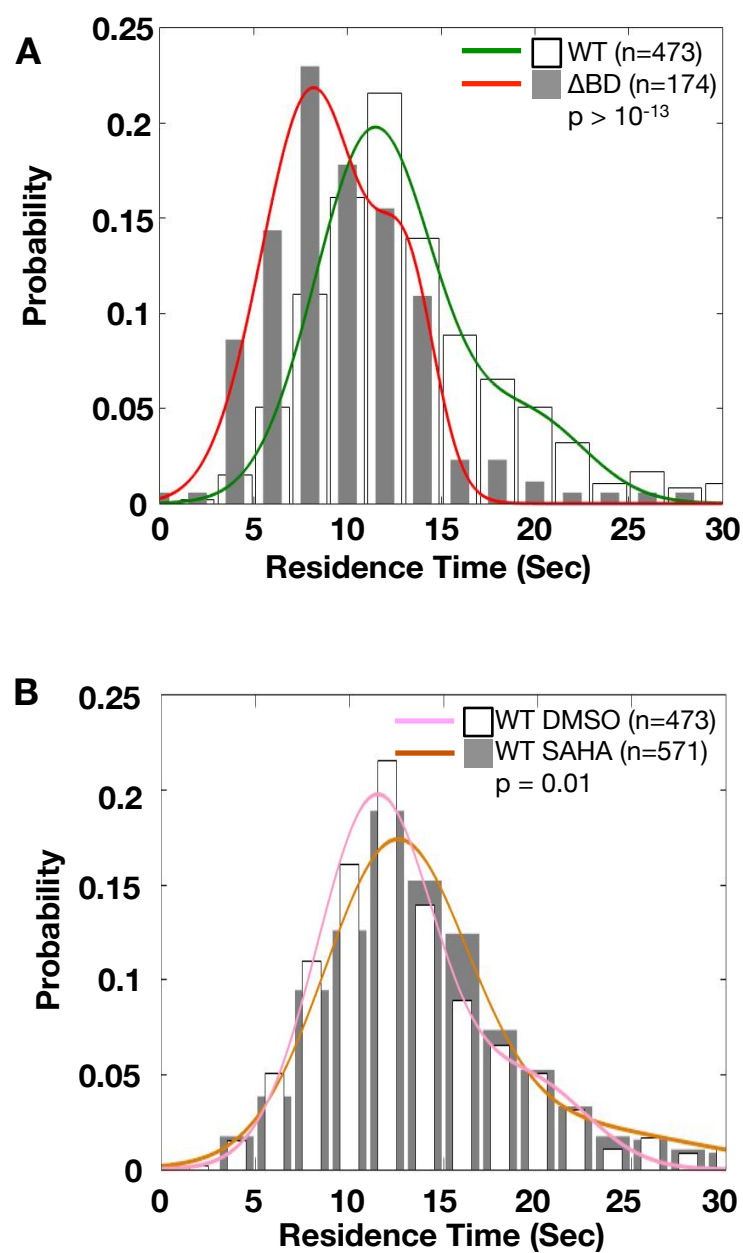 A
0.25
0.2
0.15
0.1
0.05
0
Probability
WT (n=473)
ΔBD (n=174)
p > 10⁻¹³
0 5 10 15 20 25 30
Residence Time (Sec)
B
0.25
0.2
0.15
0.1
0.05
0
Probability
WT DMSO (n=473)
WT SAHA (n=571)
p = 0.01
0 5 10 15 20 25 30
Residence Time (Sec)